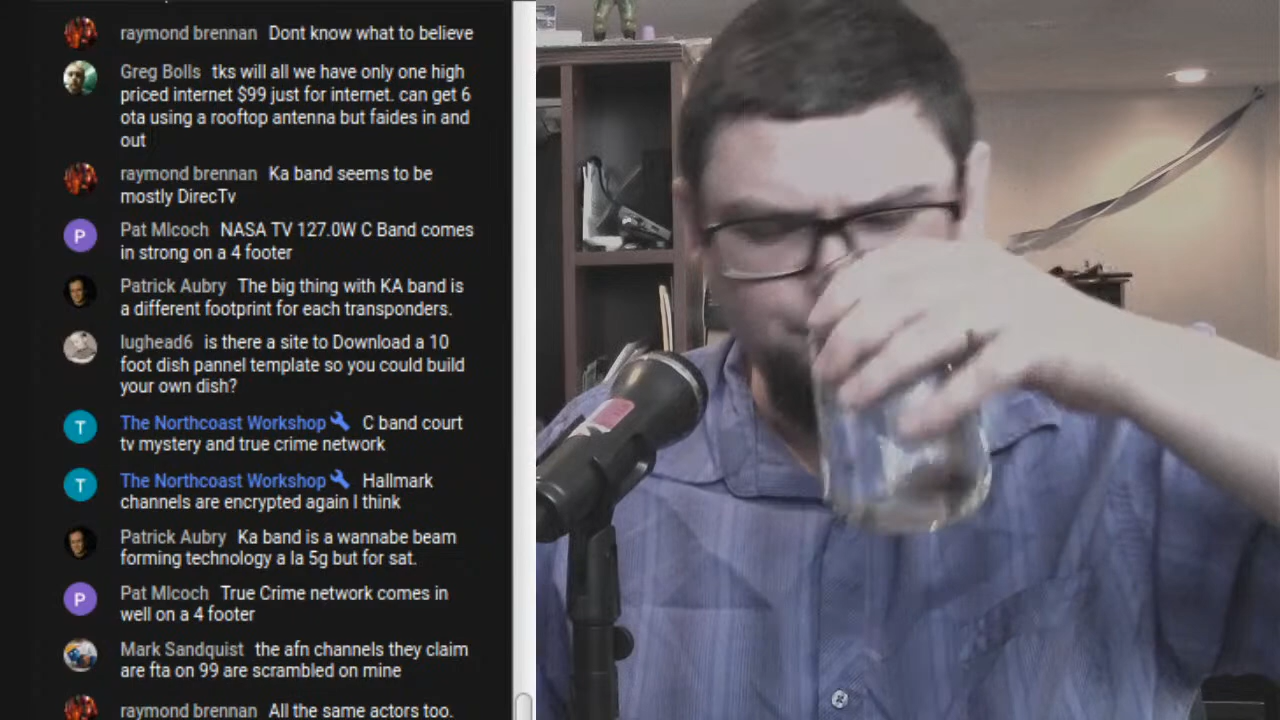 raymond brennan Dont know what to believe
Greg Bolls tks will all we have only one high
priced internet $99 just for internet. can get 6
ota using a rooftop antenna but faides in and
out
raymond brennan Ka band seems to be
mostly DirecTv
P Pat Mlcoch NASA TV 127.0W C Band comes
in strong on a 4 footer
Patrick Aubry The big thing with KA band is
a different footprint for each transponders.
lughead6 is there a site to Download a 10
foot dish pannel template so you could build
your own dish?
T The Northcoast Workshop C band court
tv mystery and true crime network
T The Northcoast Workshop Hallmark
channels are encrypted again I think
Patrick Aubry Ka band is a wannabe beam
forming technology a la 5g but for sat.
P Pat Mlcoch True Crime network comes in
well on a 4 footer
Mark Sandquist the afn channels they claim
are fta on 99 are scrambled on mine
raymond brennan All the same actors too.